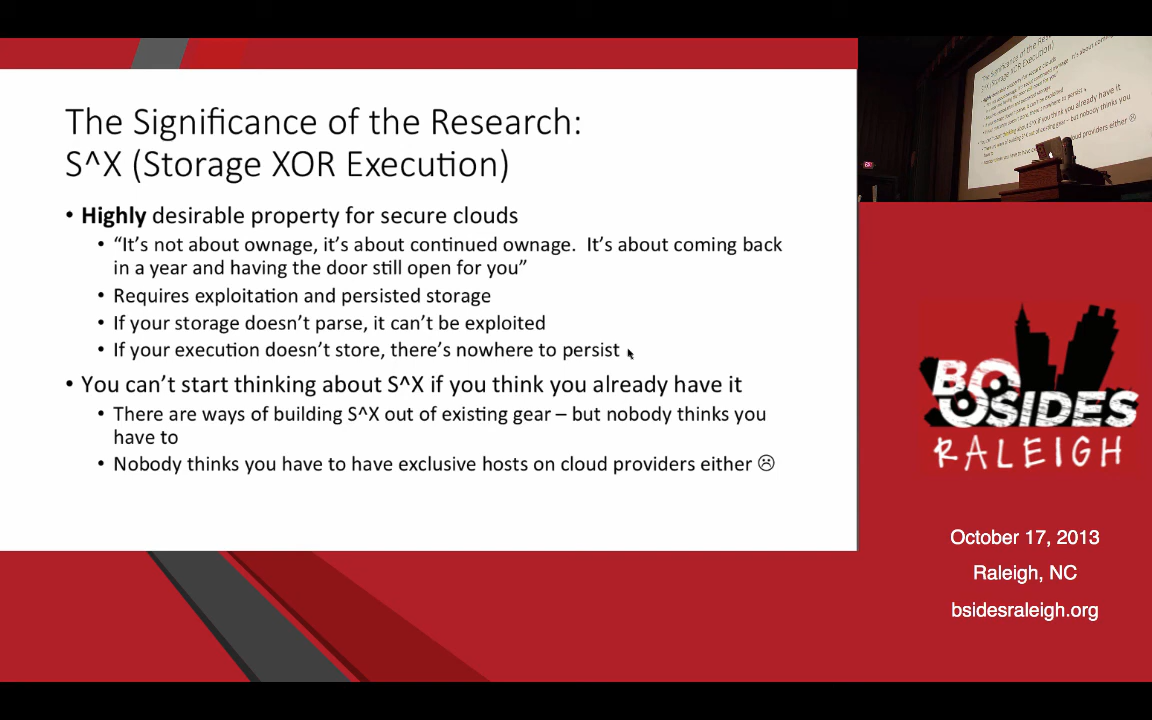 The Significance of the Research:
S^X (Storage XOR Execution)
• Highly desirable property for secure clouds
• “It’s not about ownage, it’s about continued ownage.  It’s about coming back
in a year and having the door still open for you”
• Requires exploitation and persisted storage
• If your storage doesn’t parse, it can’t be exploited
• If your execution doesn’t store, there’s nowhere to persist
• You can’t start thinking about S^X if you think you already have it
• There are ways of building S^X out of existing gear – but nobody thinks you
have to
• Nobody thinks you have to have exclusive hosts on cloud providers either ☹
BSIDES
RALEIGH
October 17, 2013
Raleigh, NC
bsidesraleigh.org